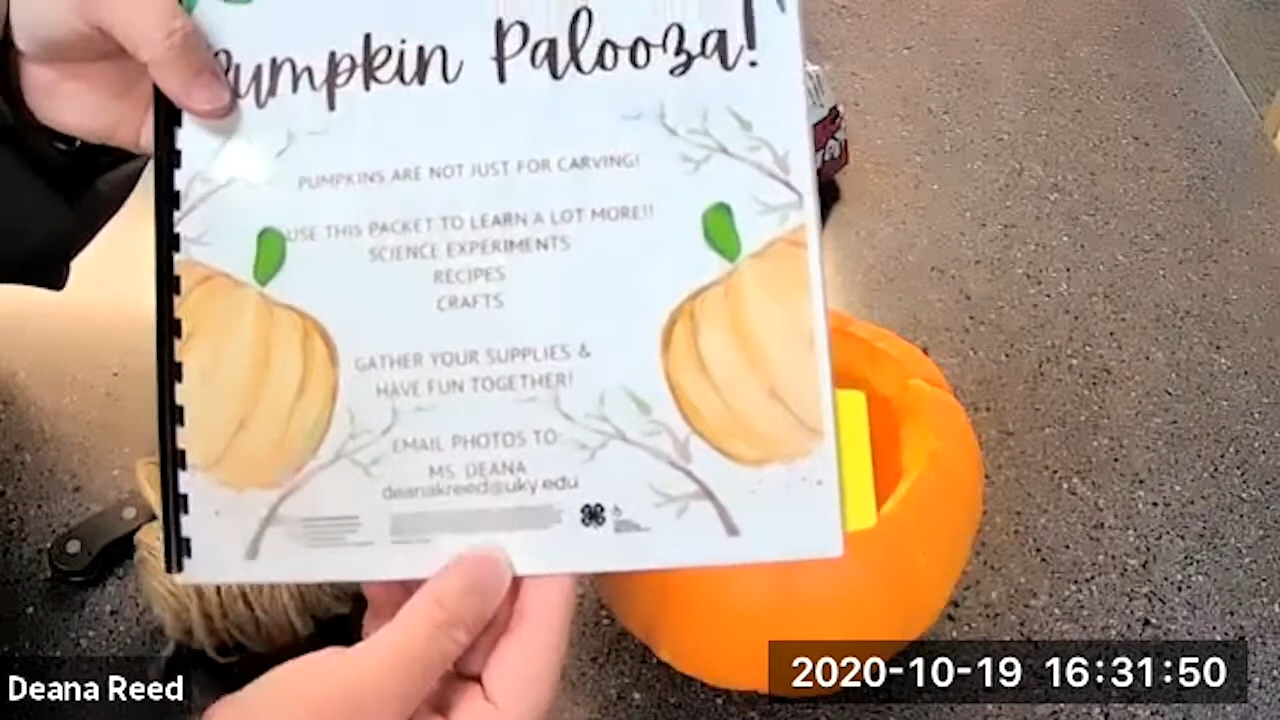 Pumpkin Palooza!
PUMPKINS ARE NOT JUST FOR CARVING!
USE THIS PACKET TO LEARN A LOT MORE!!
SCIENCE EXPERIMENTS
RECIPES
CRAFTS
GATHER YOUR SUPPLIES &
HAVE FUN TOGETHER!
EMAIL PHOTOS TO:
MS. DEANA
deanakreed@uky.edu
Deana Reed
2020-10-19 16:31:50